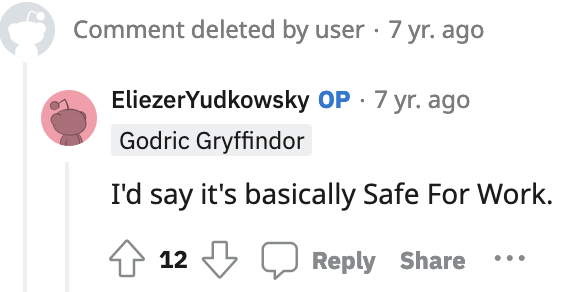 Comment deleted by user · 7 yr. ago
EliezerYudkowsky OP · 7 yr. ago
Godric Gryffindor
I'd say it's basically Safe For Work.
12 Reply Share ···